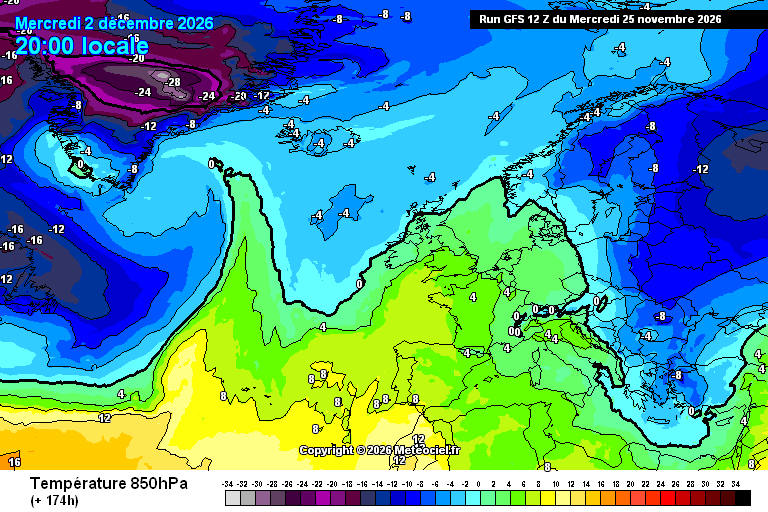 Mercredi 2 décembre 2026
20:00 locale
Run GFS 12 Z du Mercredi 25 novembre 2026
Copyright © 2026 Meteociel.fr
Température 850hPa
(+ 174h)
-34 -32 -30 -28 -26 -24 -22 -20 -18 -16 -14 -12 -10 -8 -6 -4 -2 0 2 4 6 8 10 12 14 16 18 20 22 24 26 28 30 32 34